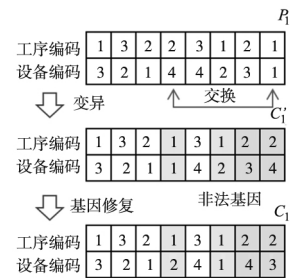 P₁
工序编码 1 3 2 2 3 1 2 1
设备编码 3 2 1 4 4 2 3 1
变异 交换
C₁'
工序编码 1 3 2 1 3 1 2 2
设备编码 3 2 1 1 4 2 3 4
基因修复 非法基因
C₁
工序编码 1 3 2 1 3 1 2 2
设备编码 3 2 1 2 4 1 4 3